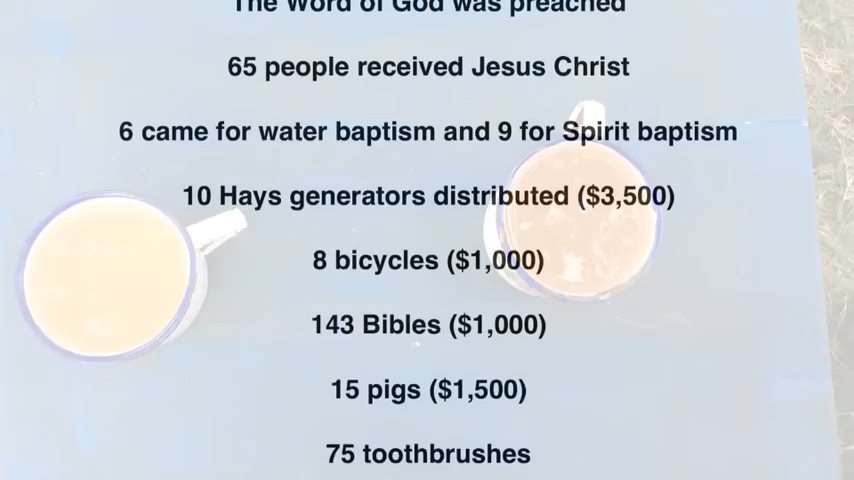 The Word of God was preached
65 people received Jesus Christ
6 came for water baptism and 9 for Spirit baptism
10 Hays generators distributed ($3,500)
8 bicycles ($1,000)
143 Bibles ($1,000)
15 pigs ($1,500)
75 toothbrushes